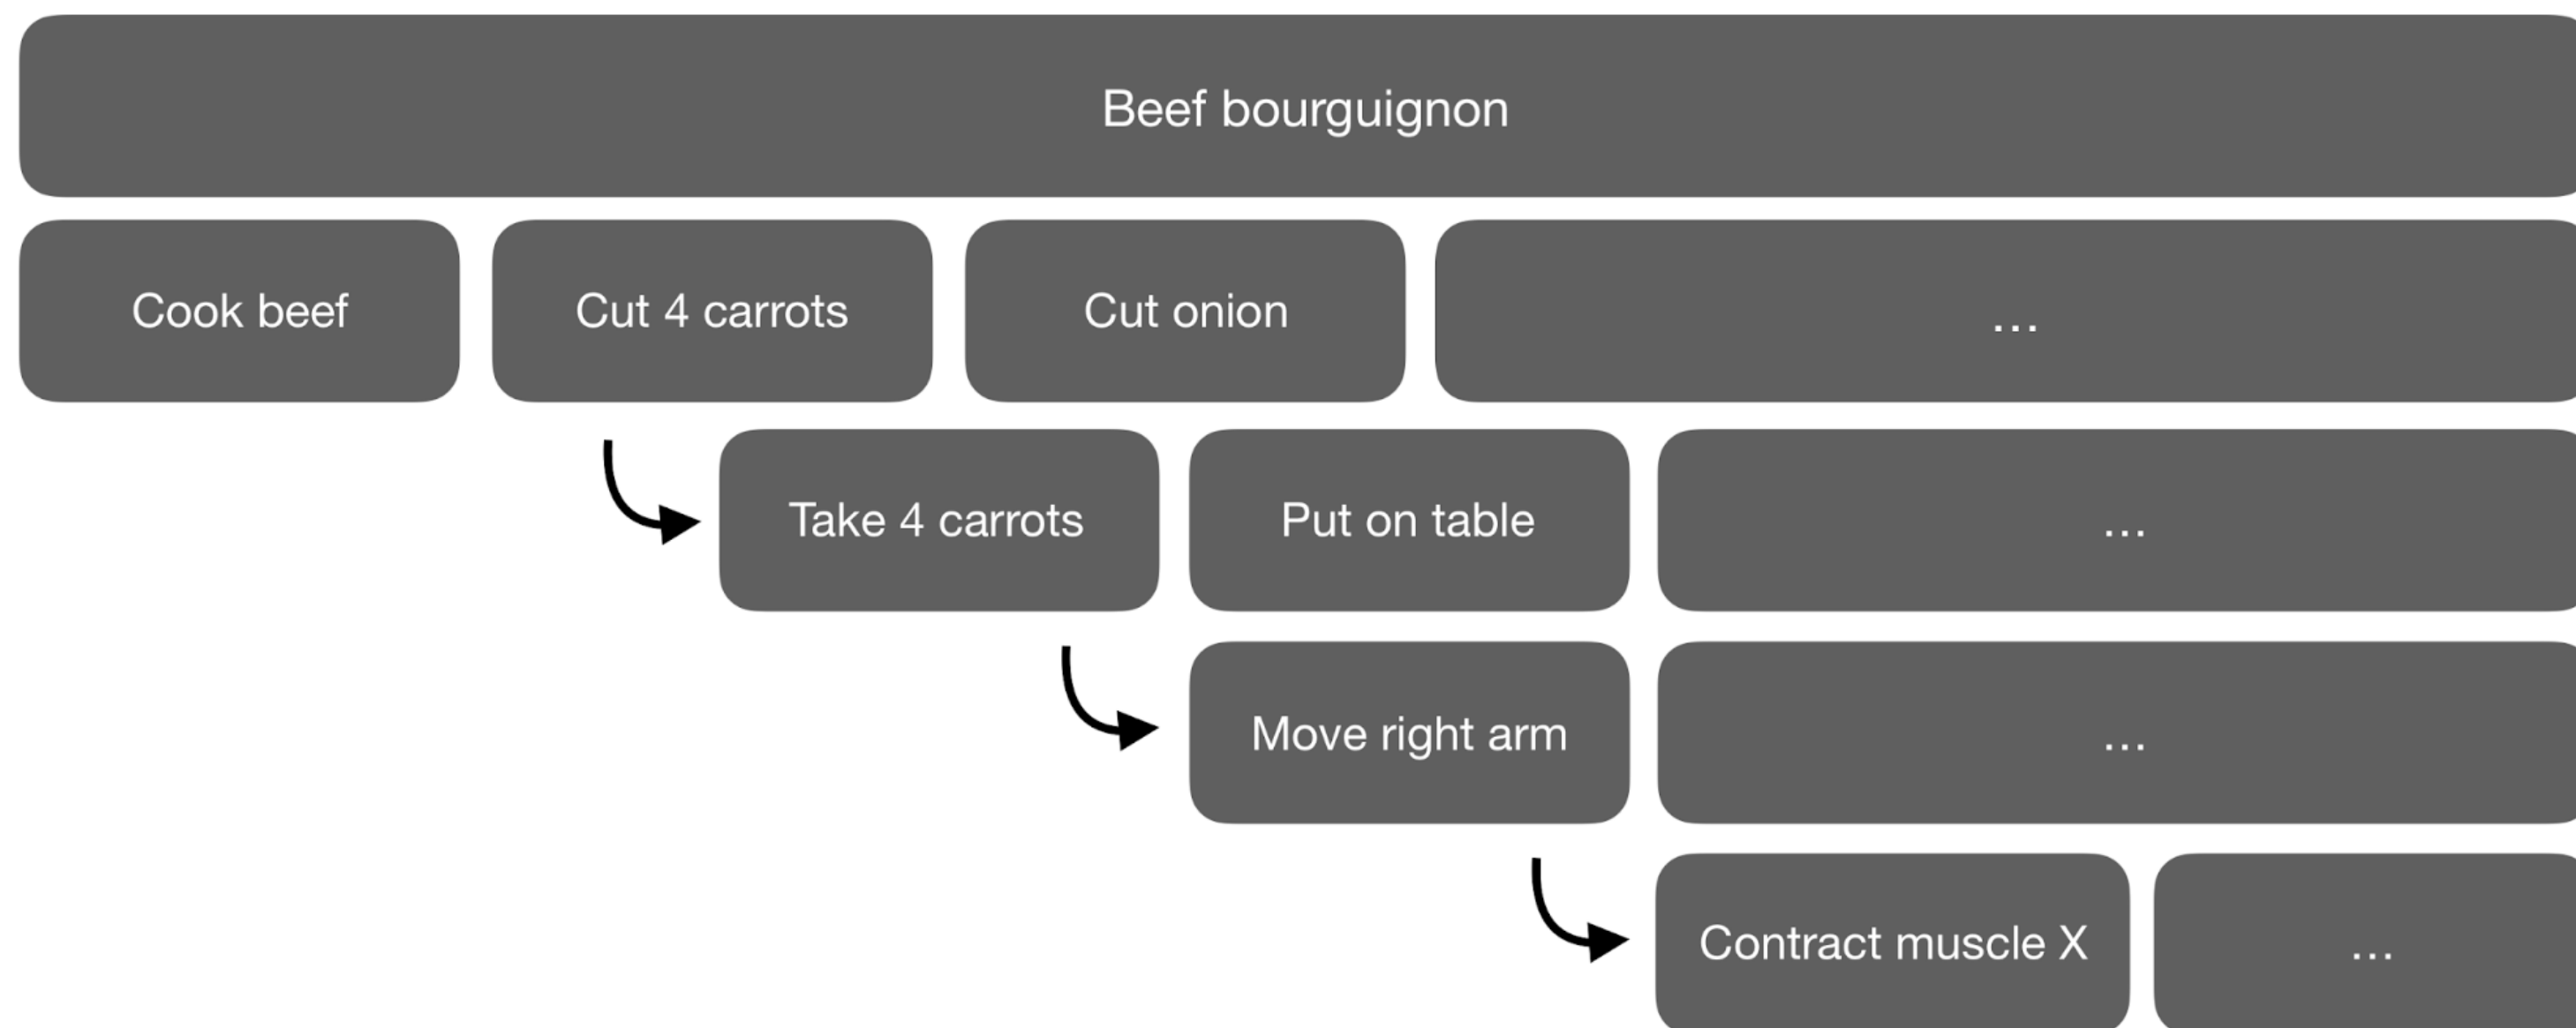 Beef bourguignon
Cook beef
Cut 4 carrots
Cut onion
...
Take 4 carrots
Put on table
...
Move right arm
...
Contract muscle X
...